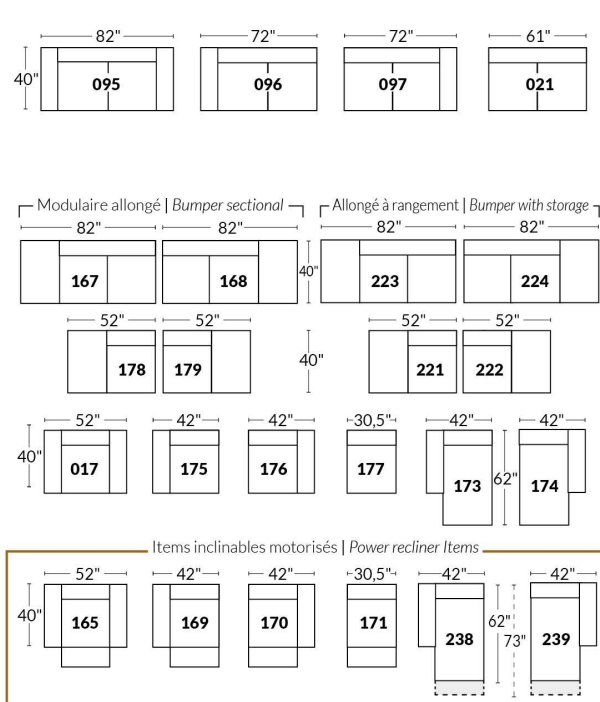 82" 72" 72" 61"
40" 095 096 097 021
Modulaire allongé | Bumper sectional Allongé à rangement | Bumper with storage
82" 82" 82" 82"
167 168 40" 223 224
52" 52" 52" 52"
178 179 40" 221 222
52" 42" 42" 30,5" 42" 42"
40" 017 175 176 177 173 62" 174
Items inclinables motorisés | Power recliner Items
52" 42" 42" 30,5" 42" 42"
40" 165 169 170 171 238 62" 73" 239